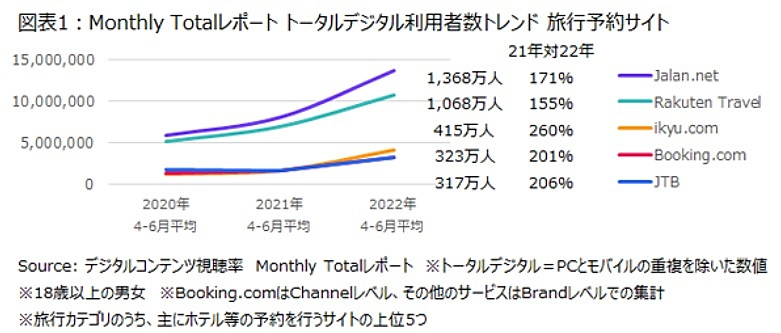 図表1：Monthly Totalレポート トータルデジタル利用者数トレンド 旅行予約サイト
21年対22年
15,000,000
10,000,000
5,000,000
0
1,368万人 171% Jalan.net
1,068万人 155% Rakuten Travel
415万人 260% ikyu.com
323万人 201% Booking.com
317万人 206% JTB
2020年 2021年 2022年
4-6月平均 4-6月平均 4-6月平均
Source: デジタルコンテンツ視聴率 Monthly Totalレポート ※トータルデジタル＝PCとモバイルの重複を除いた数値
※18歳以上の男女 ※Booking.comはChannelレベル、その他のサービスはBrandレベルでの集計
※旅行カテゴリのうち、主にホテル等の予約を行うサイトの上位5つ